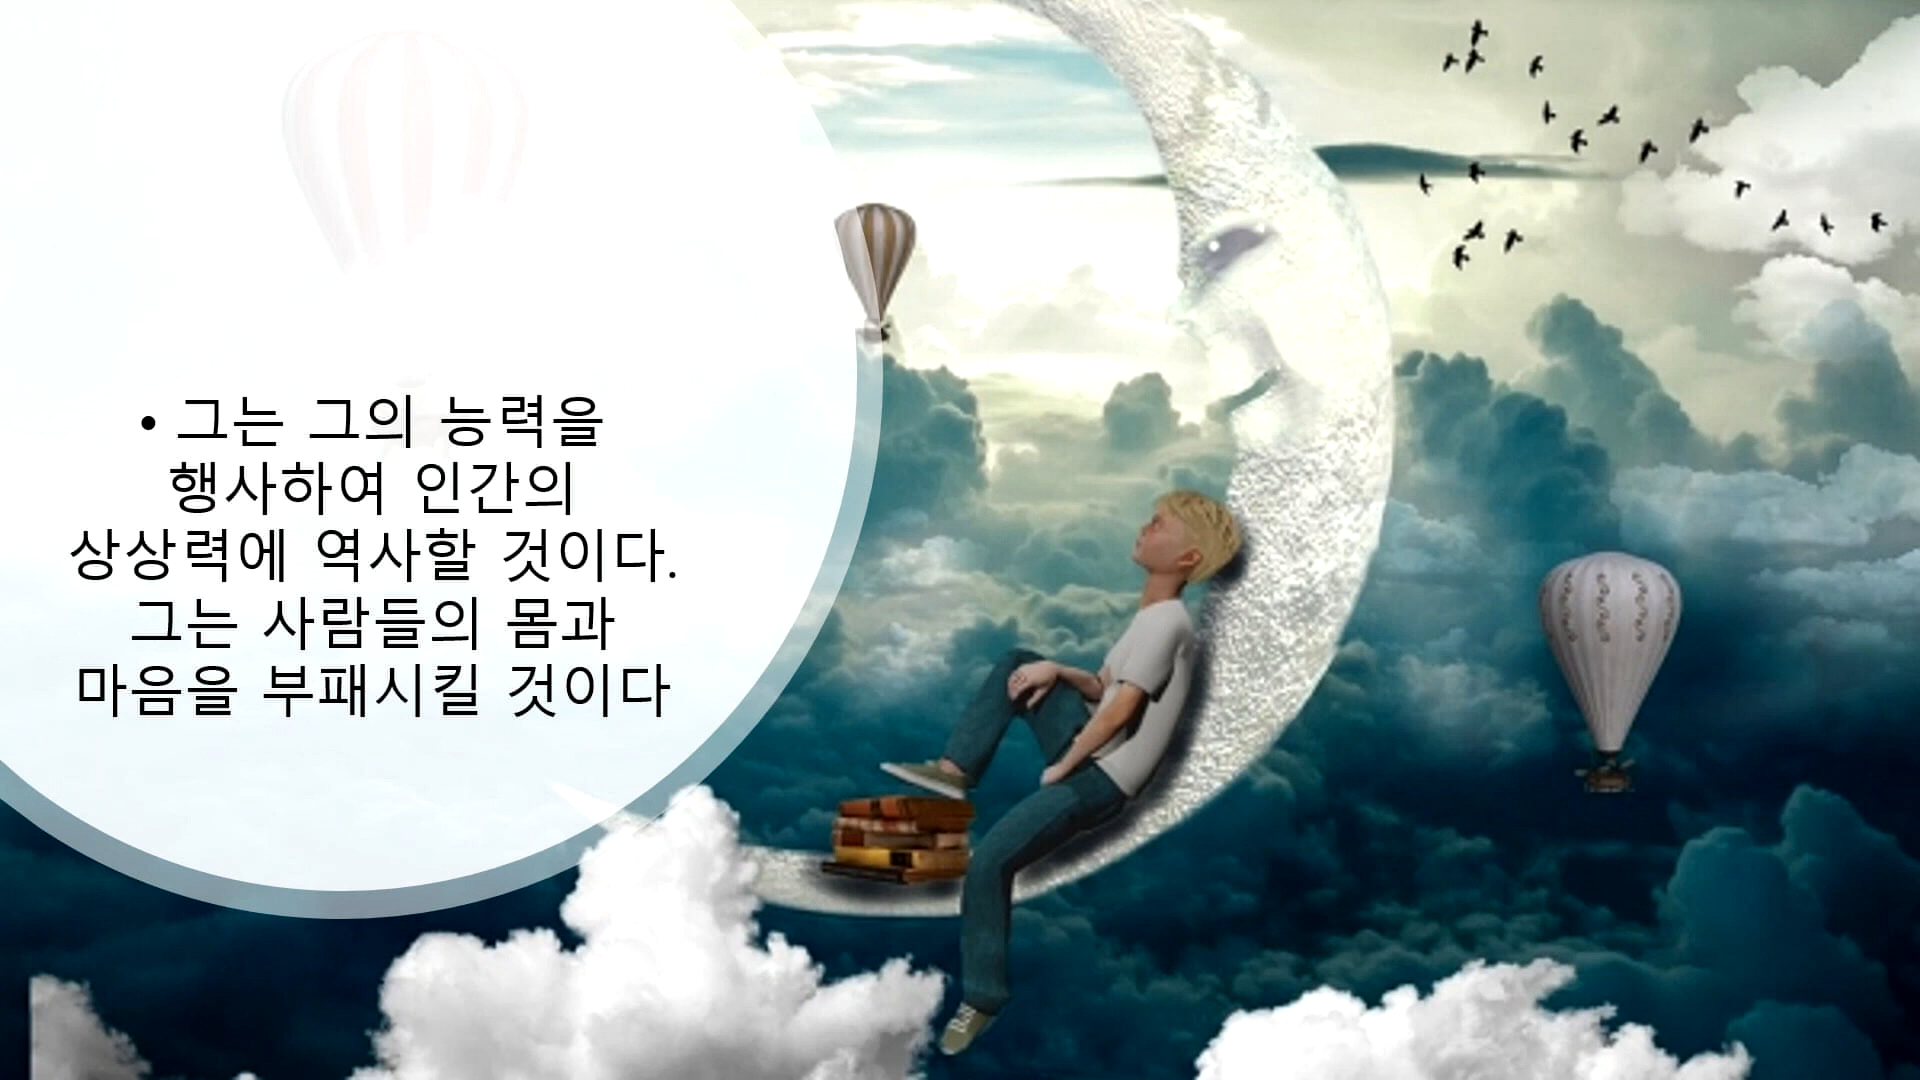 • 그는 그의 능력을
행사하여 인간의
상상력에 역사할 것이다.
그는 사람들의 몸과
마음을 부패시킬 것이다